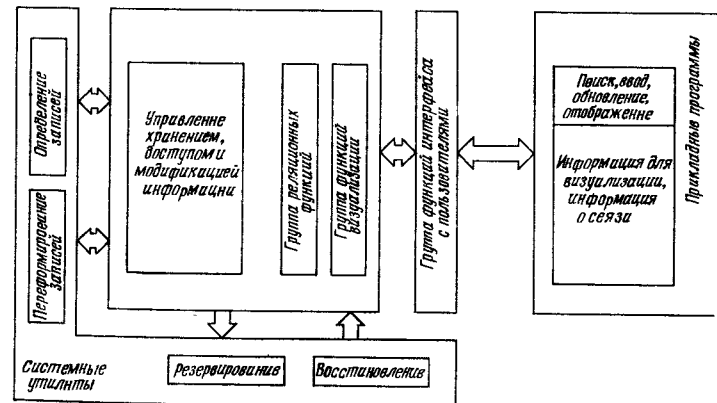 Определение
записей
Переформирование
записей
Управление
хранением,
доступом и
модификацией
информации
Группа реляционных
функций
Группа функций
визуализации
Группа функций интерфейса
с пользователями
Поиск, ввод,
обновление,
отображение
Информация для
визуализации,
информация
о связи
Прикладные программы
Системные
утилиты
Резервирование
Восстановление